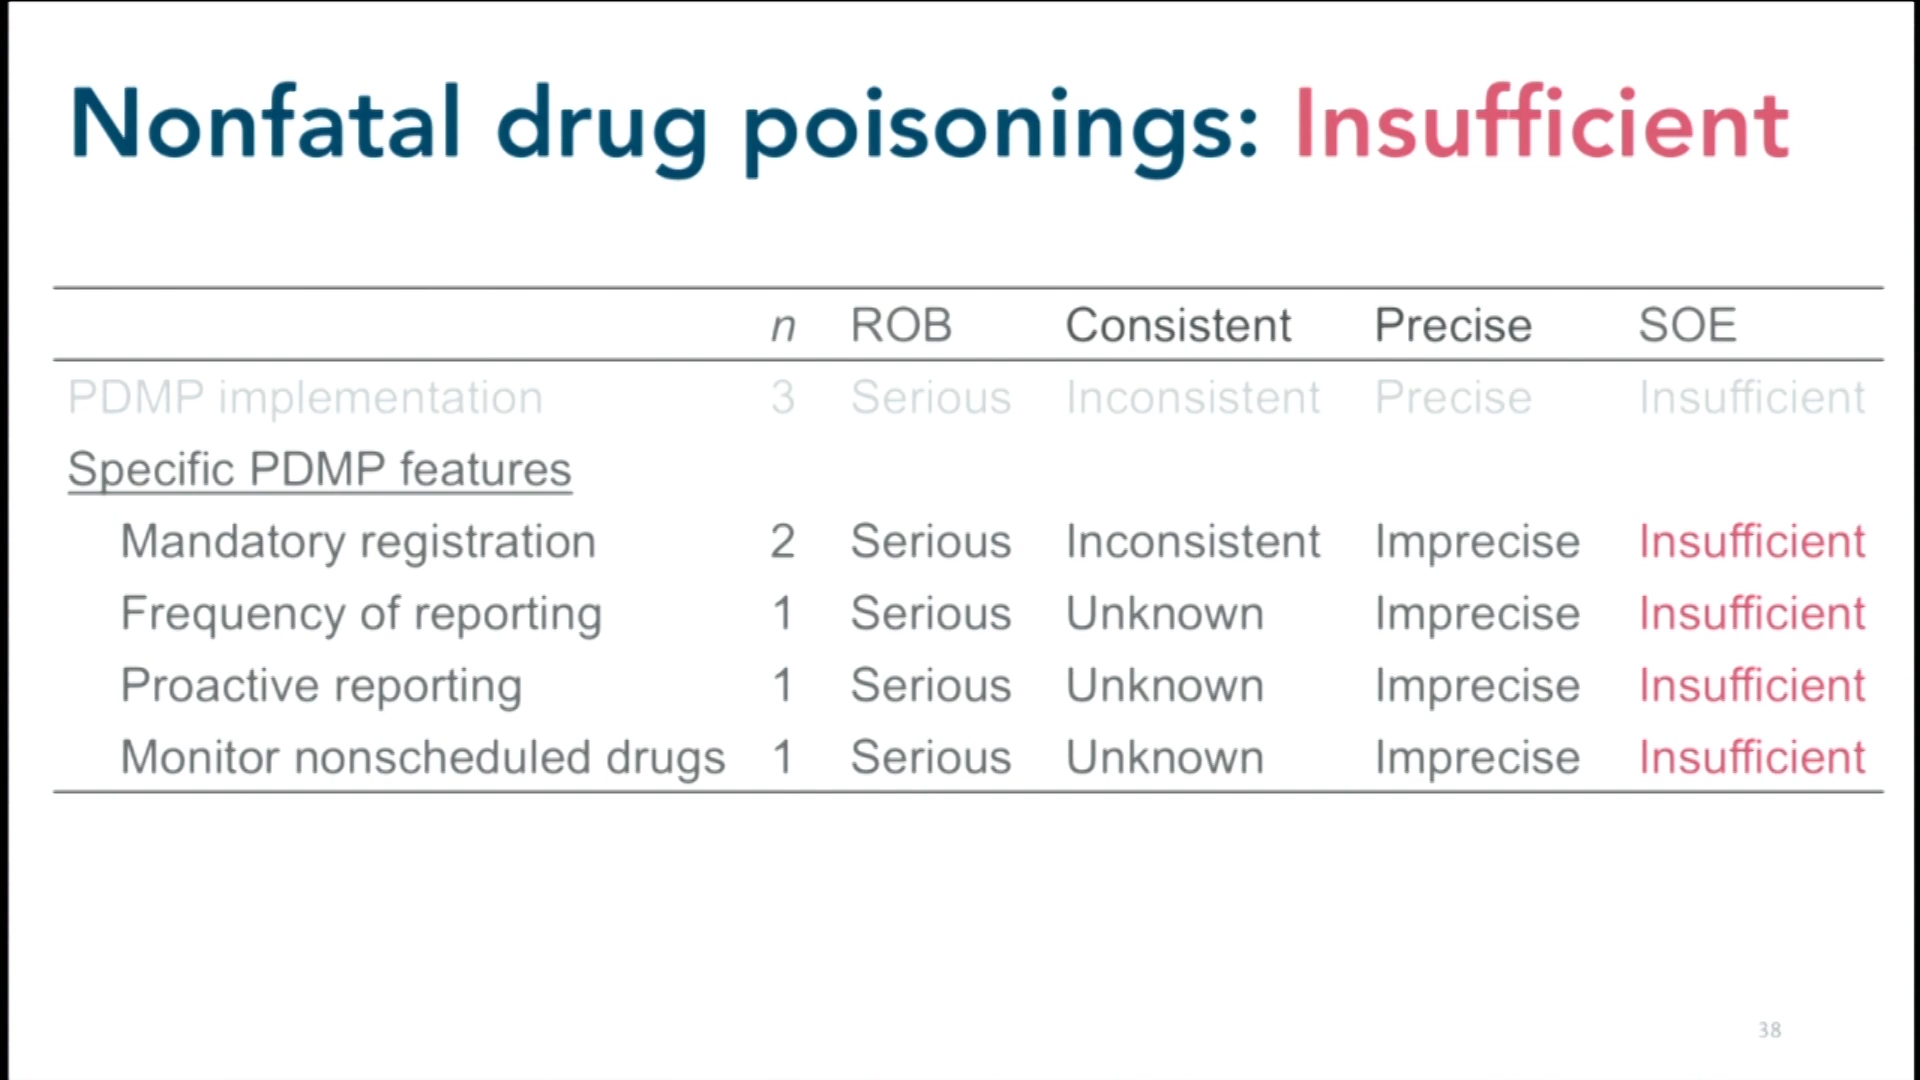 Nonfatal drug poisonings: Insufficient
n ROB Consistent Precise SOE
PDMP implementation 3 Serious Inconsistent Precise Insufficient
Specific PDMP features
Mandatory registration 2 Serious Inconsistent Imprecise Insufficient
Frequency of reporting 1 Serious Unknown Imprecise Insufficient
Proactive reporting 1 Serious Unknown Imprecise Insufficient
Monitor nonscheduled drugs 1 Serious Unknown Imprecise Insufficient
38